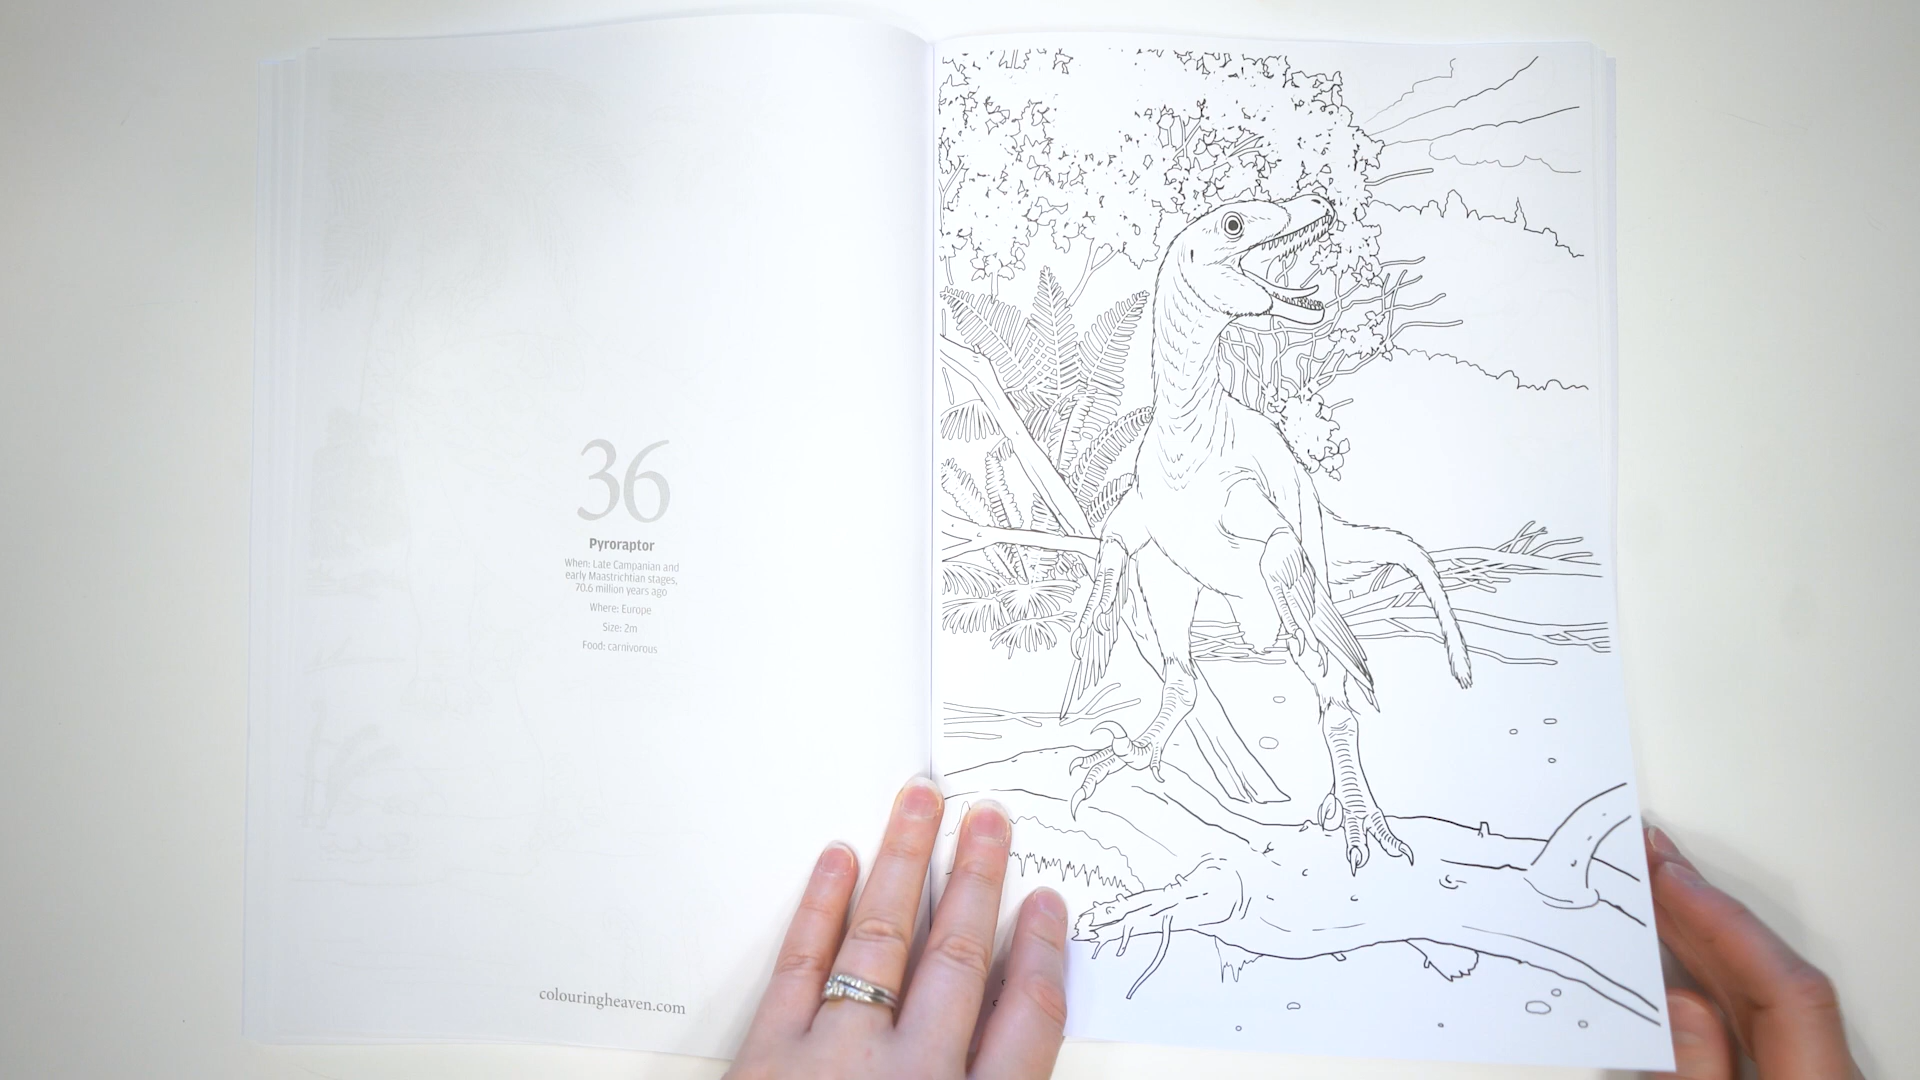 36
Pyroraptor
When: Late Campanian and
early Maastrichtian stages,
70.6 million years ago
Where: Europe
Size: 2m
Food: carnivorous
colouringheaven.com